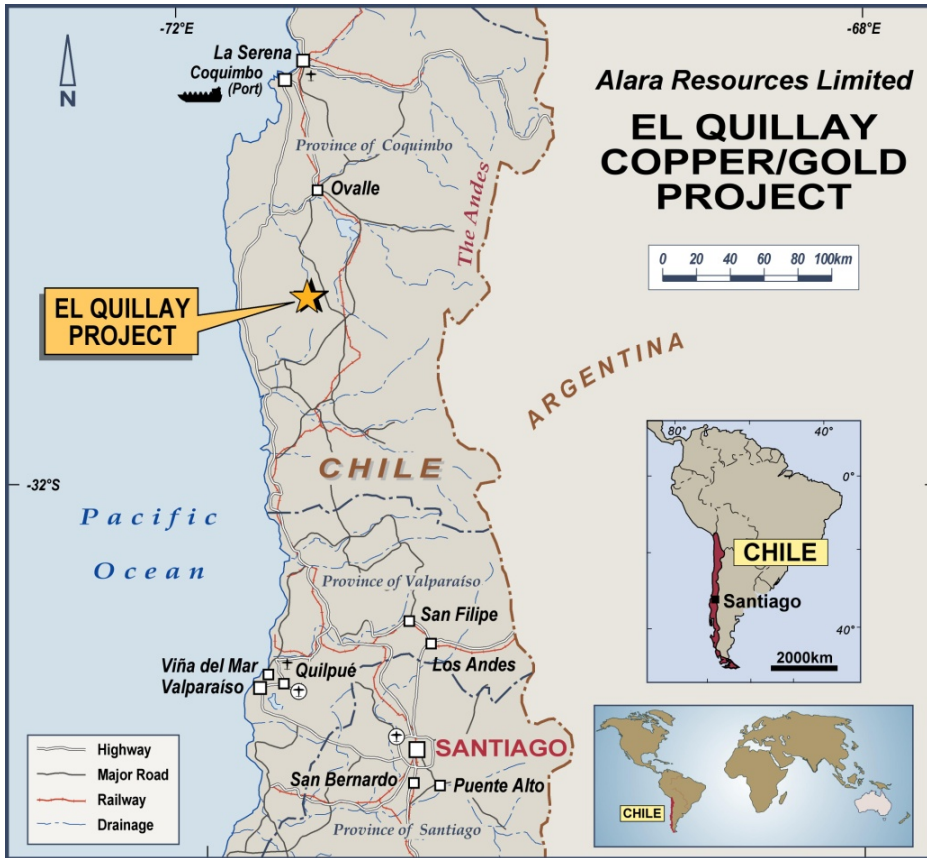 -72°E
-68°E
N
La Serena
Coquimbo
(Port)
Alara Resources Limited
EL QUILLAY
COPPER/GOLD
PROJECT
Province of Coquimbo
Ovalle
The Andes
0 20 40 60 80 100km
EL QUILLAY
PROJECT
ARGENTINA
CHILE
-32°S
Pacific
Ocean
80°
40°
0°
CHILE
Santiago
40°
2000km
Province of Valparaíso
San Filipe
Los Andes
Viña del Mar
Valparaíso
Quilpué
SANTIAGO
San Bernardo
Puente Alto
Province of Santiago
Highway
Major Road
Railway
Drainage
CHILE